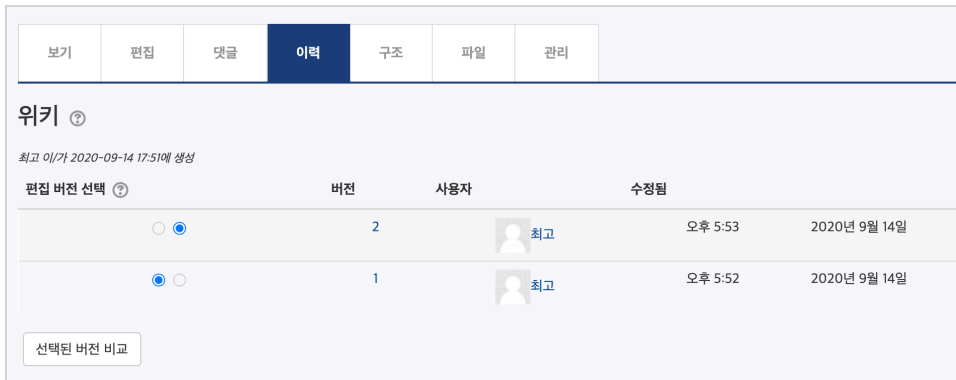 보기 편집 댓글 이력 구조 파일 관리
위키 ?
최고 이/가 2020-09-14 17:51에 생성
편집 버전 선택 ? 버전 사용자 수정됨
2 최고 오후 5:53 2020년 9월 14일
1 최고 오후 5:52 2020년 9월 14일
선택된 버전 비교